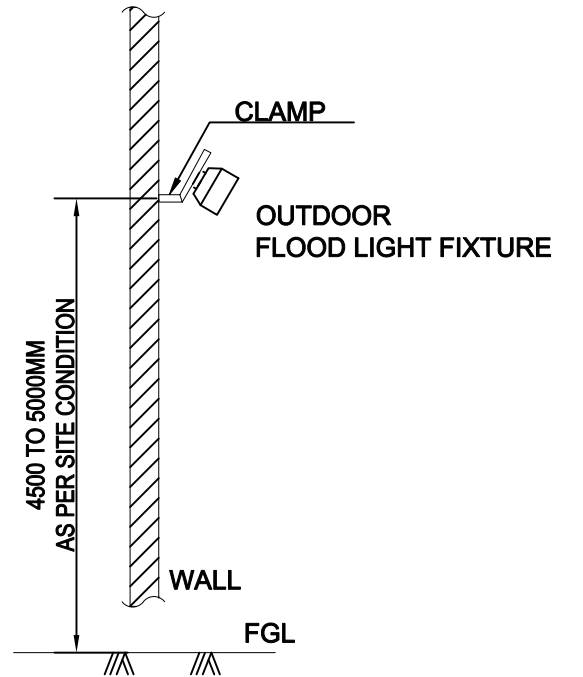 CLAMP
OUTDOOR
FLOOD LIGHT FIXTURE
4500 TO 5000MM
AS PER SITE CONDITION
WALL
FGL